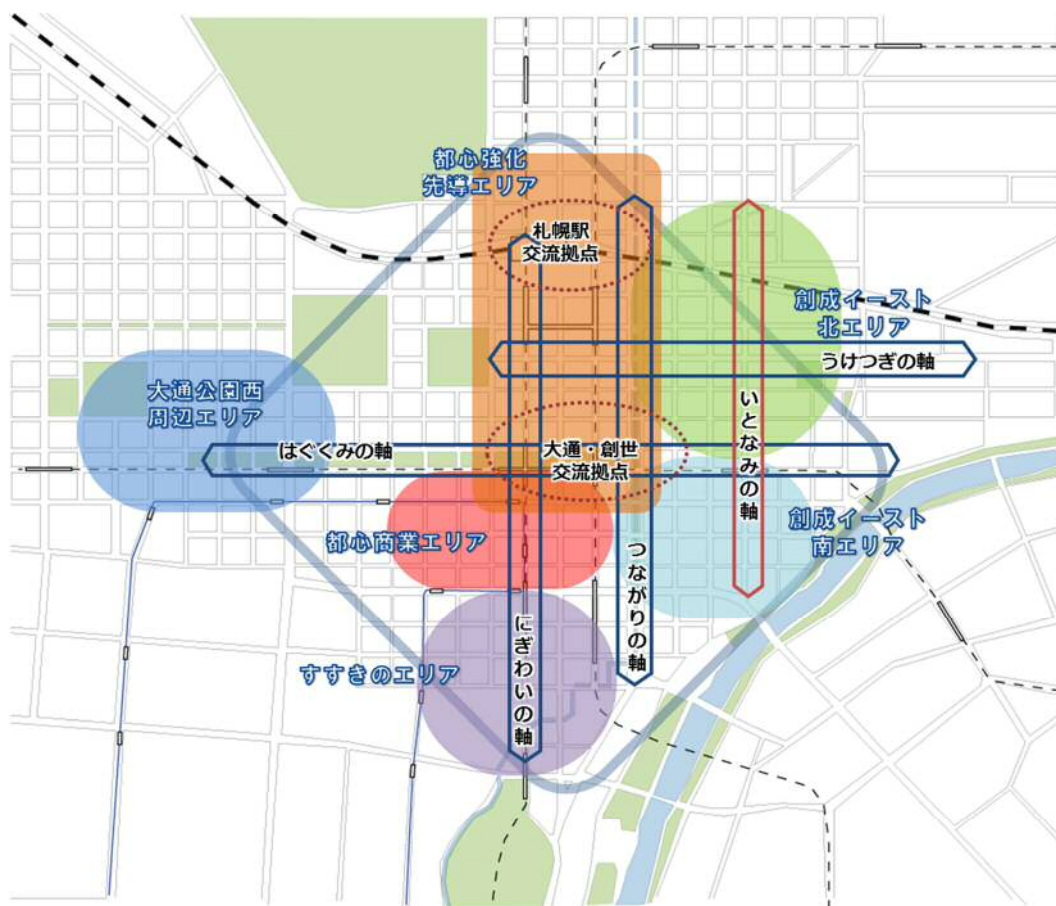 都心強化
先導エリア
札幌駅
交流拠点
創成イースト
北エリア
うけつぎの軸
大通公園西
周辺エリア
いとなみの軸
はぐくみの軸
大通・創世
交流拠点
都心商業エリア
創成イースト
南エリア
つながりの軸
にぎわいの軸
すすきのエリア